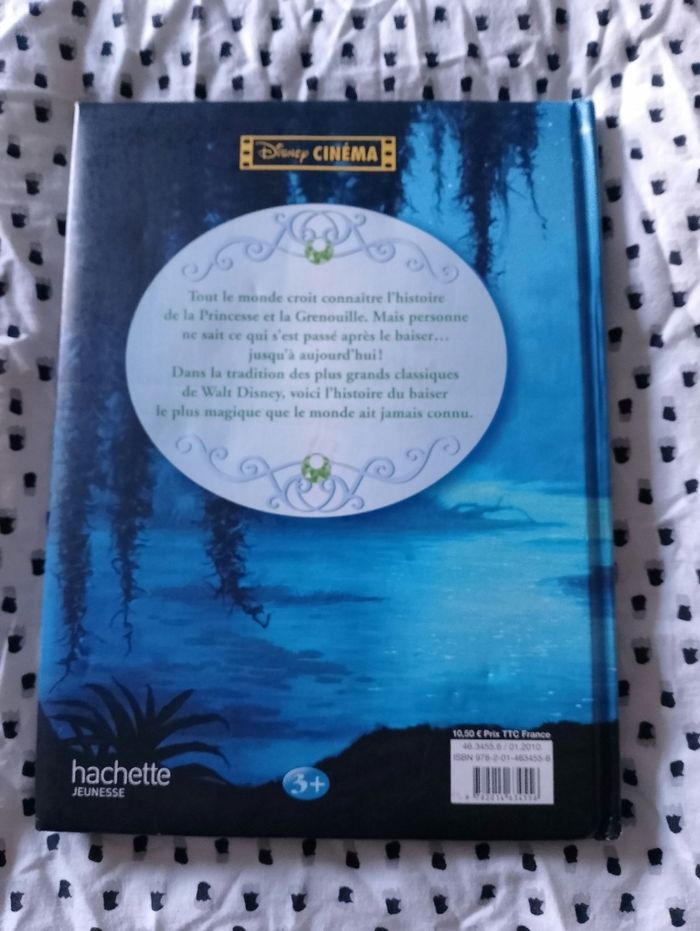 Disney CINÉMA
Tout le monde croit connaître l'histoire
de la Princesse et la Grenouille. Mais personne
ne sait ce qui s'est passé après le baiser...
jusqu'à aujourd'hui!
Dans la tradition des plus grands classiques
de Walt Disney, voici l'histoire du baiser
le plus magique que le monde ait jamais connu.
10,50 € Prix TTC France
46.3455.6 / 01.2010
ISBN 978-2-01-463455-6
9 782014 634556
hachette
JEUNESSE
3+